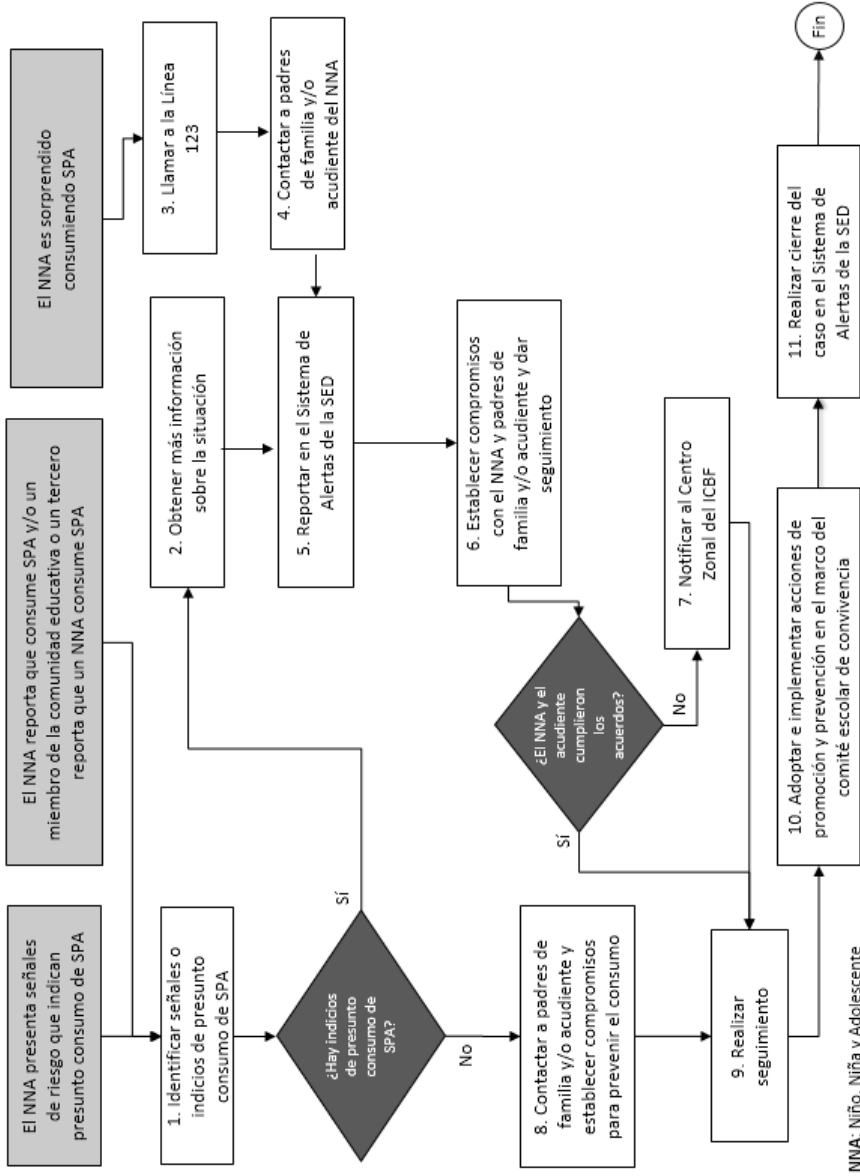 El NNA presenta señales
de riesgo que indican
presunto consumo de SPA
El NNA reporta que consume SPA y/o un
miembro de la comunidad educativa o un tercero
reporta que un NNA consume SPA
El NNA es sorprendido
consumiendo SPA
1. Identificar señales o
indicios de presunto
consumo de SPA
2. Obtener más información
sobre la situación
3. Llamar a la Línea
123
4. Contactar a padres
de familia y/o
acudiente del NNA
¿Hay indicios
de presunto
consumo de
SPA?
Sí
No
5. Reportar en el Sistema de
Alertas de la SED
6. Establecer compromisos
con el NNA y padres de
familia y/o acudiente y dar
seguimiento
¿El NNA y el
acudiente
cumplieron
los
acuerdos?
Sí
No
7. Notificar al Centro
Zonal del ICBF
8. Contactar a padres de
familia y/o acudiente y
establecer compromisos
para prevenir el consumo
9. Realizar
seguimiento
10. Adoptar e implementar acciones de
promoción y prevención en el marco del
comité escolar de convivencia
11. Realizar cierre del
caso en el Sistema de
Alertas de la SED
Fin
NNA: Niño, Niña y Adolescente